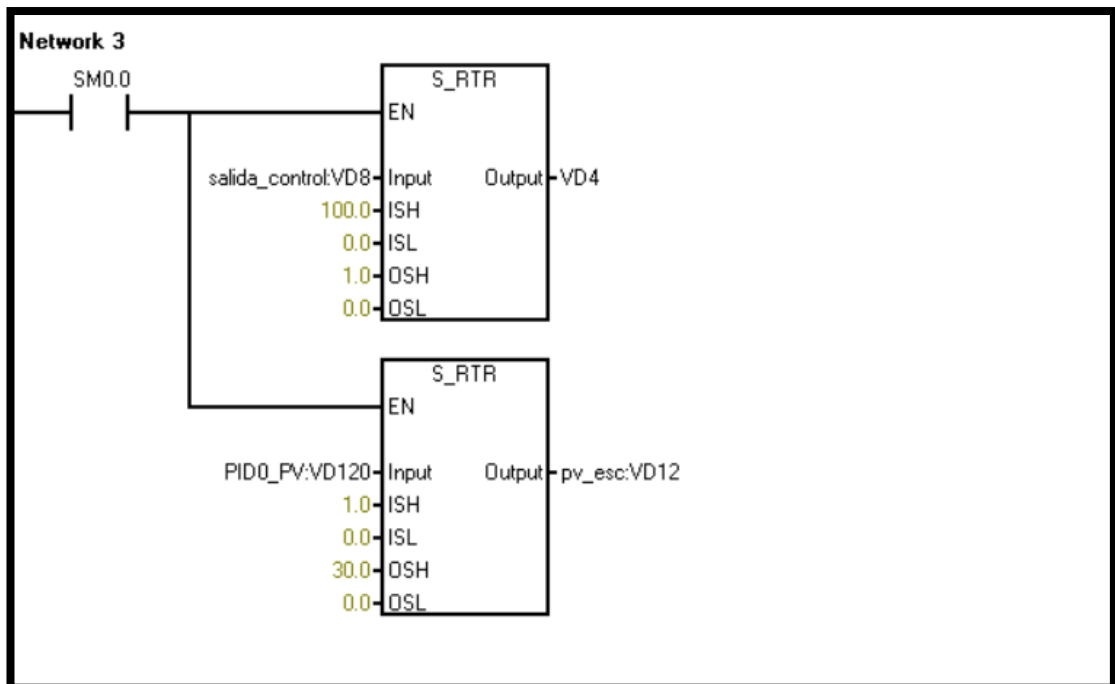 Network 3
SM0.0
S_RTR
EN
salida_control:VD8 Input Output VD4
100.0 ISH
0.0 ISL
1.0 OSH
0.0 OSL
S_RTR
EN
PID0_PV:VD120 Input Output pv_esc:VD12
1.0 ISH
0.0 ISL
30.0 OSH
0.0 OSL